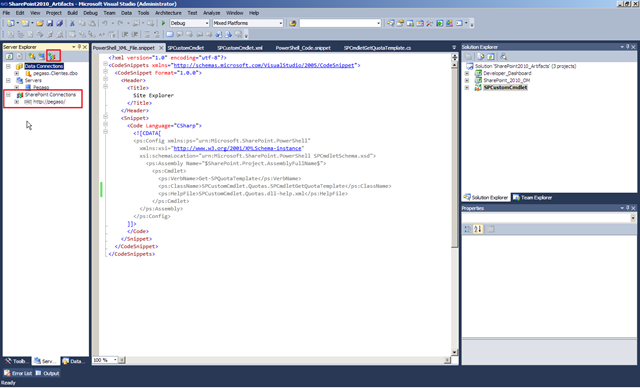 SharePoint2010_Artifacts - Microsoft Visual Studio (Administrator)
File Edit View Project Build Debug Team Data Tools Architecture Test Analyze Window Help
Debug Mixed Platforms
Server Explorer
Data Connections
pegaso.Clientes.dbo
Servers
Pegaso
SharePoint Connections
http://pegaso/
PowerShell_XML_File.snippet SPCustomCmdlet SPCustomCmdlet.xml PowerShell_Code.snippet SPCmdletGetQuotaTemplate.cs
<?xml version="1.0" encoding="utf-8"?>
<CodeSnippets xmlns="http://schemas.microsoft.com/VisualStudio/2005/CodeSnippet">
<CodeSnippet Format="1.0.0">
<Header>
<Title>
Site Explorer
</Title>
</Header>
<Snippet>
<Code Language="CSharp">
<![CDATA[
<ps:Config xmlns:ps="urn:Microsoft.SharePoint.PowerShell"
xmlns:xsi="http://www.w3.org/2001/XMLSchema-instance"
xsi:schemaLocation="urn:Microsoft.SharePoint.PowerShell SPCmdletSchema.xsd">
<ps:Assembly Name="$SharePoint.Project.AssemblyFullName$">
<ps:Cmdlet>
<ps:VerbName>Get-SPQuotaTemplate</ps:VerbName>
<ps:ClassName>SPCustomCmdlet.Quotas.SPCmdletGetQuotaTemplate</ps:ClassName>
<ps:HelpFile>SPCustomCmdlet.Quotas.dll-help.xml</ps:HelpFile>
</ps:Cmdlet>
</ps:Assembly>
</ps:Config>
]]>
</Code>
</Snippet>
</CodeSnippet>
</CodeSnippets>
100 %
Solution Explorer
Solution 'SharePoint2010_Artifacts' (3 projects)
Developer_Dashboard
SharePoint_2010_OM
SPCustomCmdlet
Solution Explorer Team Explorer
Properties
Toolb... Serv... Data...
Error List Output
Ready